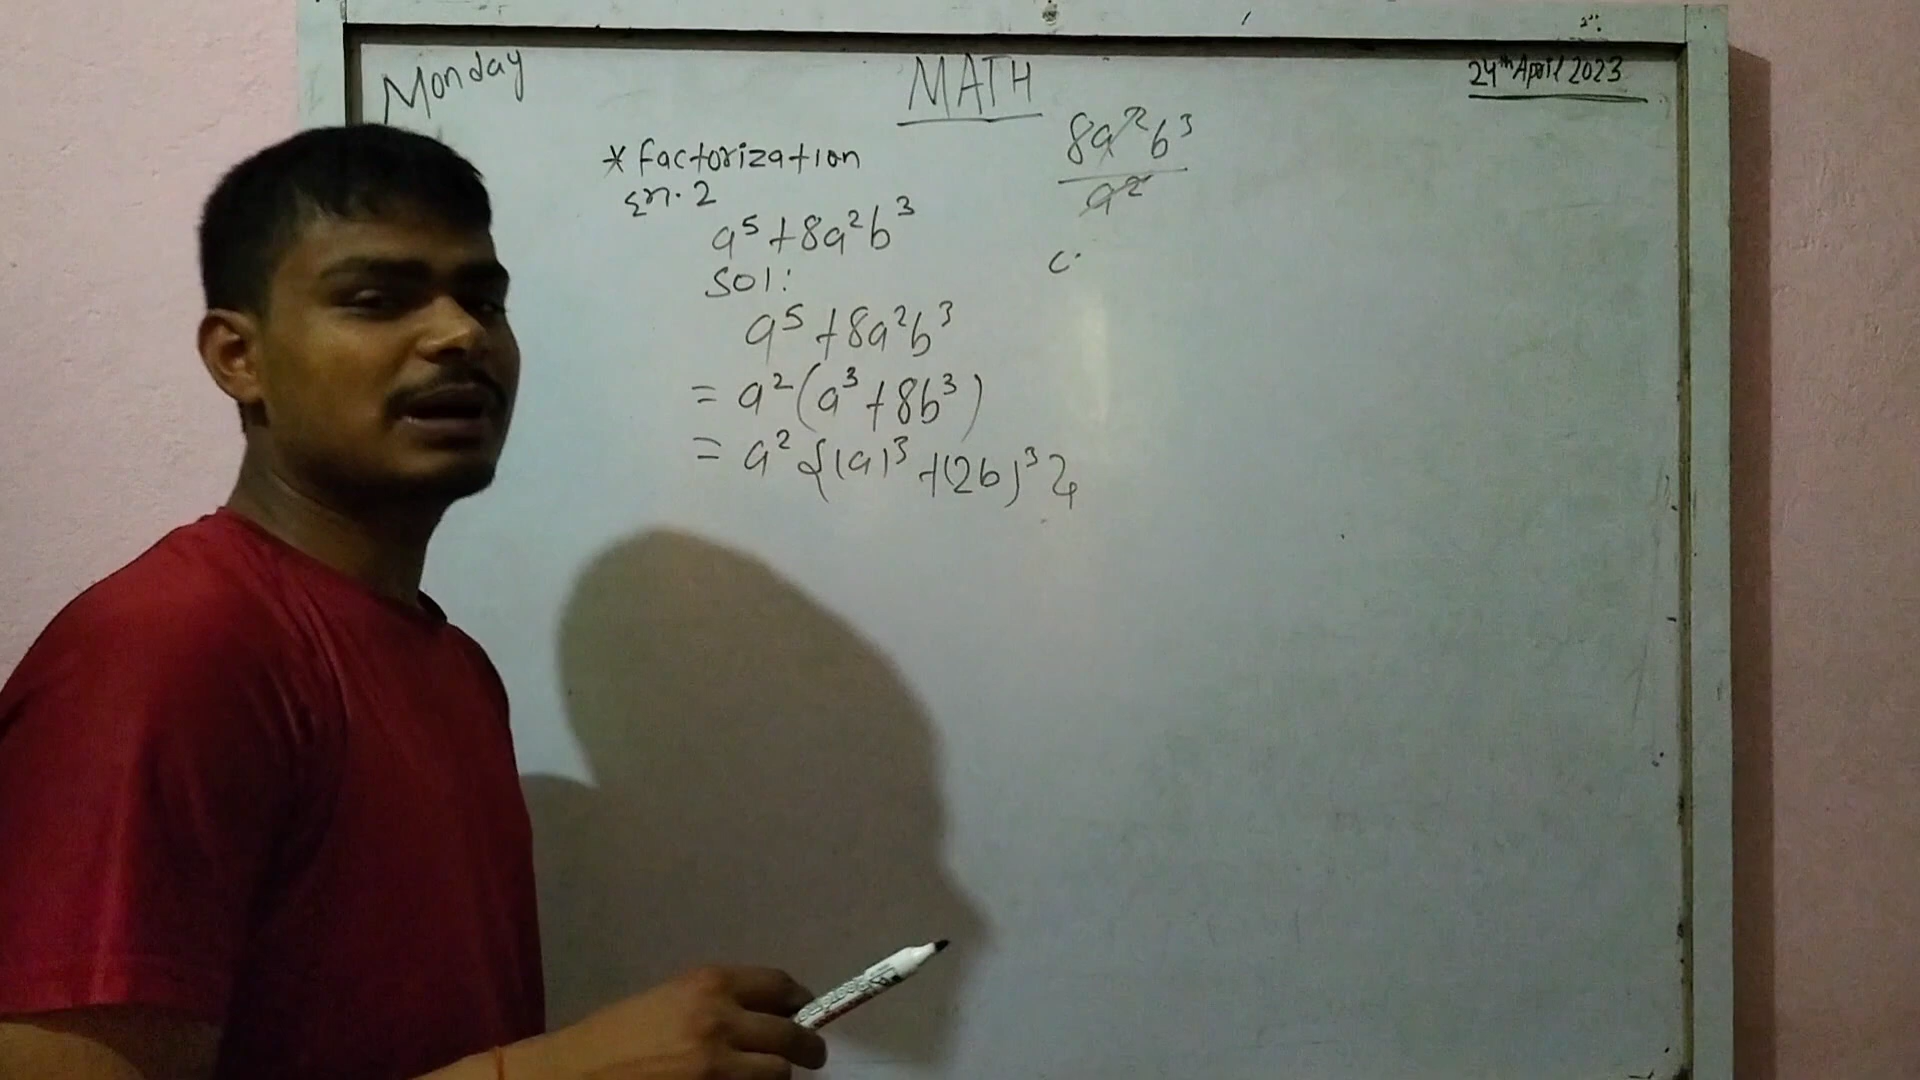 Monday
MATH
24th April 2023
* Factorization
Ex. 2
a⁵ + 8a²b³
Sol:
a⁵ + 8a²b³
= a² (a³ + 8b³)
= a² {(a)³ + (2b)³}
8a²b³
a²